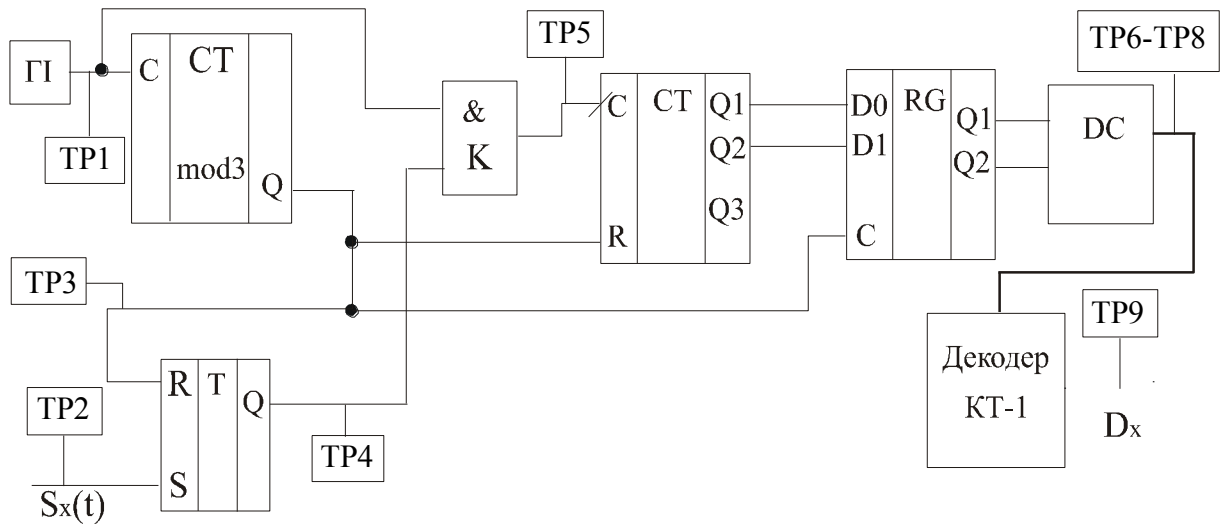 ГІ
TP1
C
CT
mod3
Q
TP3
TP2
Sx(t)
R
T
Q
S
TP4
&
K
TP5
C
CT
Q1
Q2
Q3
R
D0
RG
D1
C
Q1
Q2
DC
TP6-TP8
Декодер
КТ-1
TP9
Dx